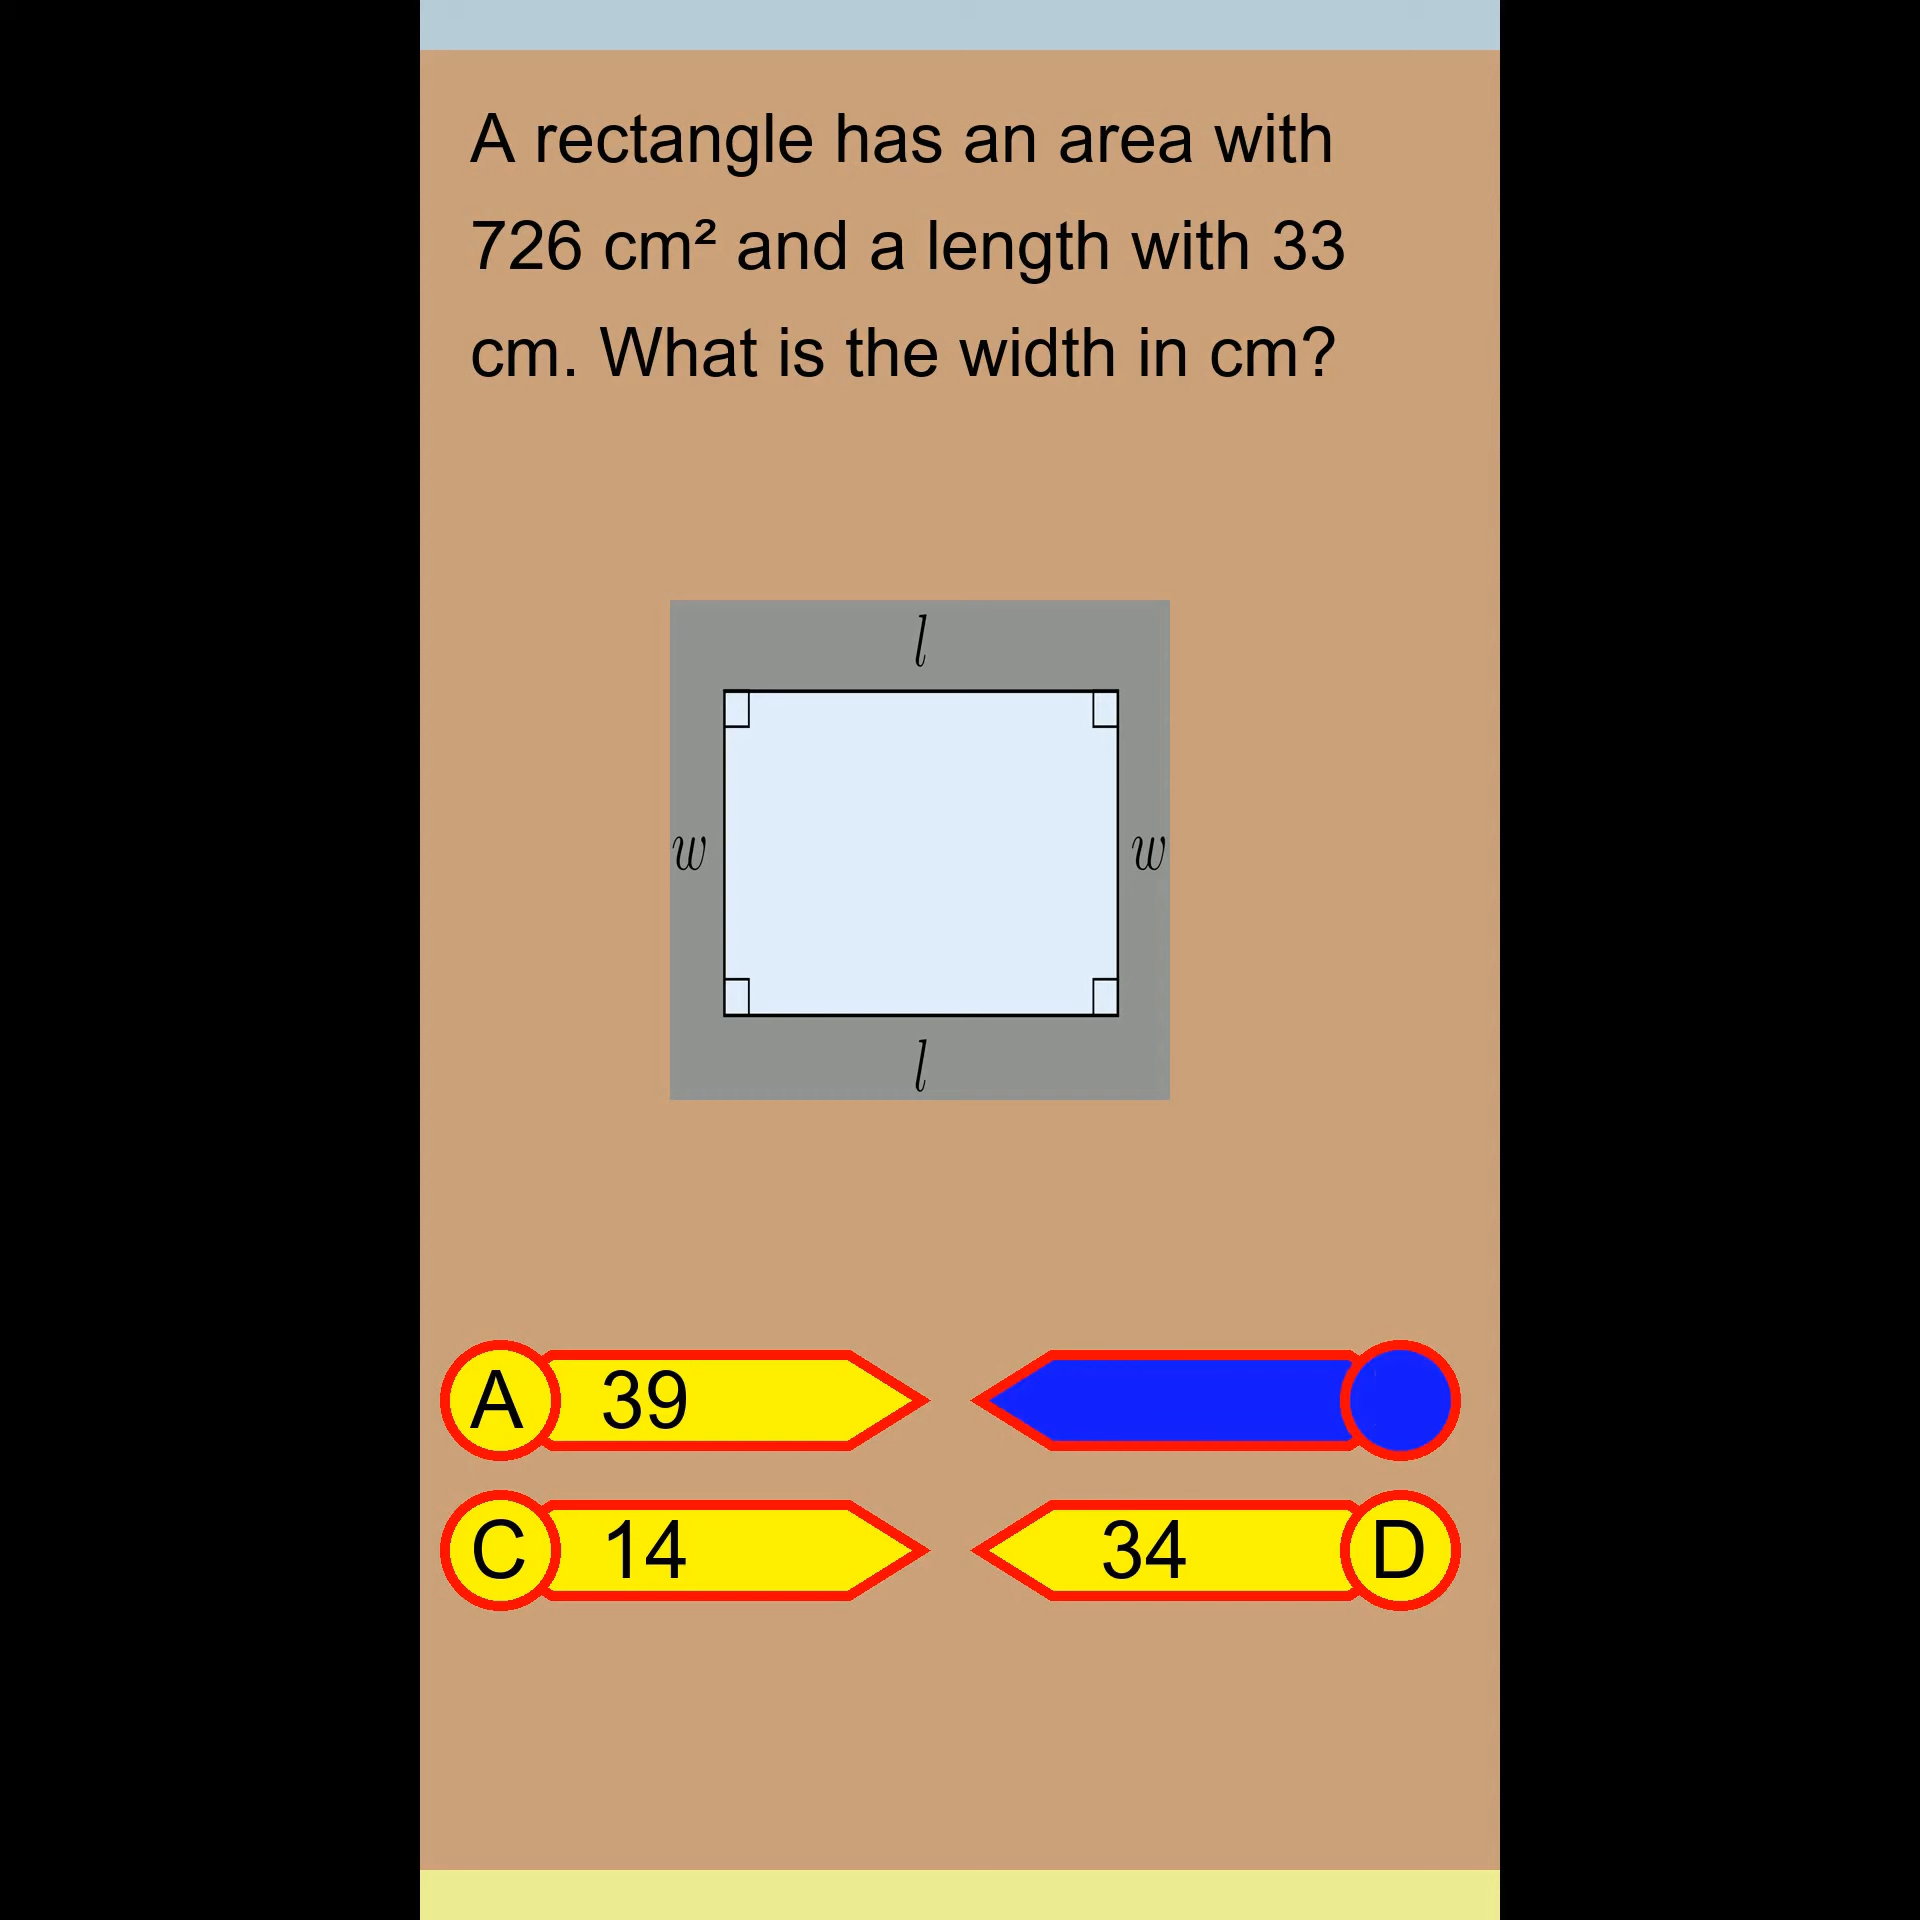 A rectangle has an area with
726 cm² and a length with 33
cm. What is the width in cm?
l
w w
l
A 39
C 14 34 D